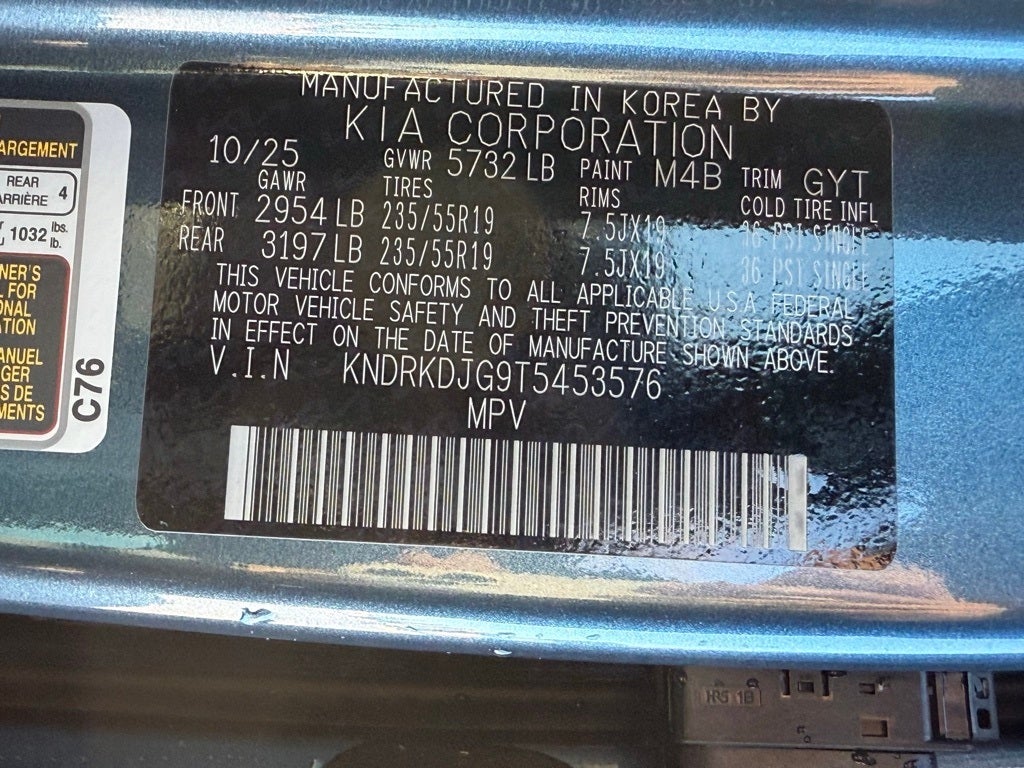 MANUFACTURED IN KOREA BY
KIA CORPORATION
10/25 GVWR 5732 LB PAINT M4B TRIM GYT
GAWR TIRES RIMS COLD TIRE INFL
FRONT 2954 LB 235/55R19 7.5JX19 36 PSI SINGLE
REAR 3197 LB 235/55R19 7.5JX19 36 PSI SINGLE
THIS VEHICLE CONFORMS TO ALL APPLICABLE U.S.A. FEDERAL
MOTOR VEHICLE SAFETY AND THEFT PREVENTION STANDARDS
IN EFFECT ON THE DATE OF MANUFACTURE SHOWN ABOVE.
V.I.N KNDRKDJG9T5453576
MPV
ARGEMENT
REAR
ARRIÈRE 4
1032 lbs.
lb.
NER'S
FOR
ONAL
ATION
ANUEL
GER
S DE
MENTS
C76